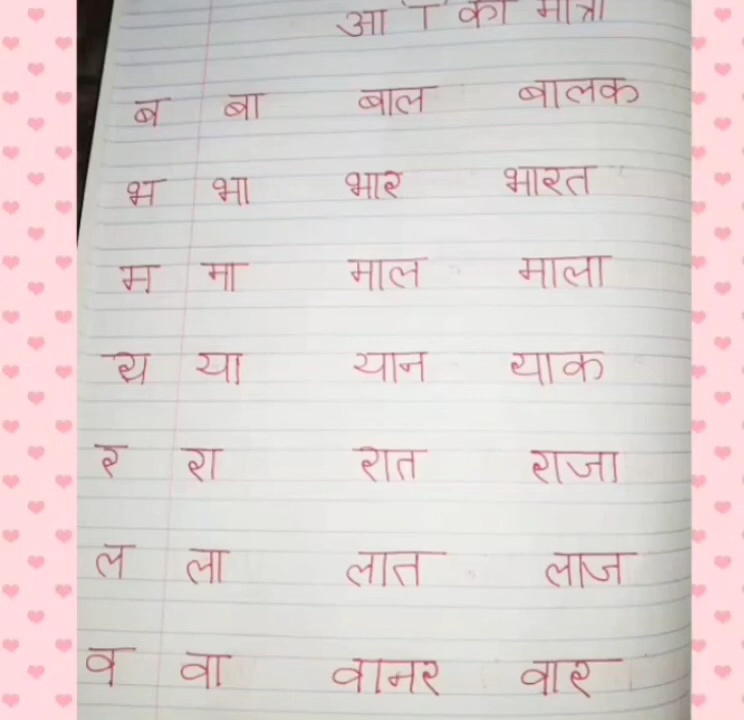 आ ा की मात्रा
ब बा बाल बालक
भ भा भार भारत
म मा माल माला
य या यान याक
र रा रात राजा
ल ला लात लाज
व वा वानर वार